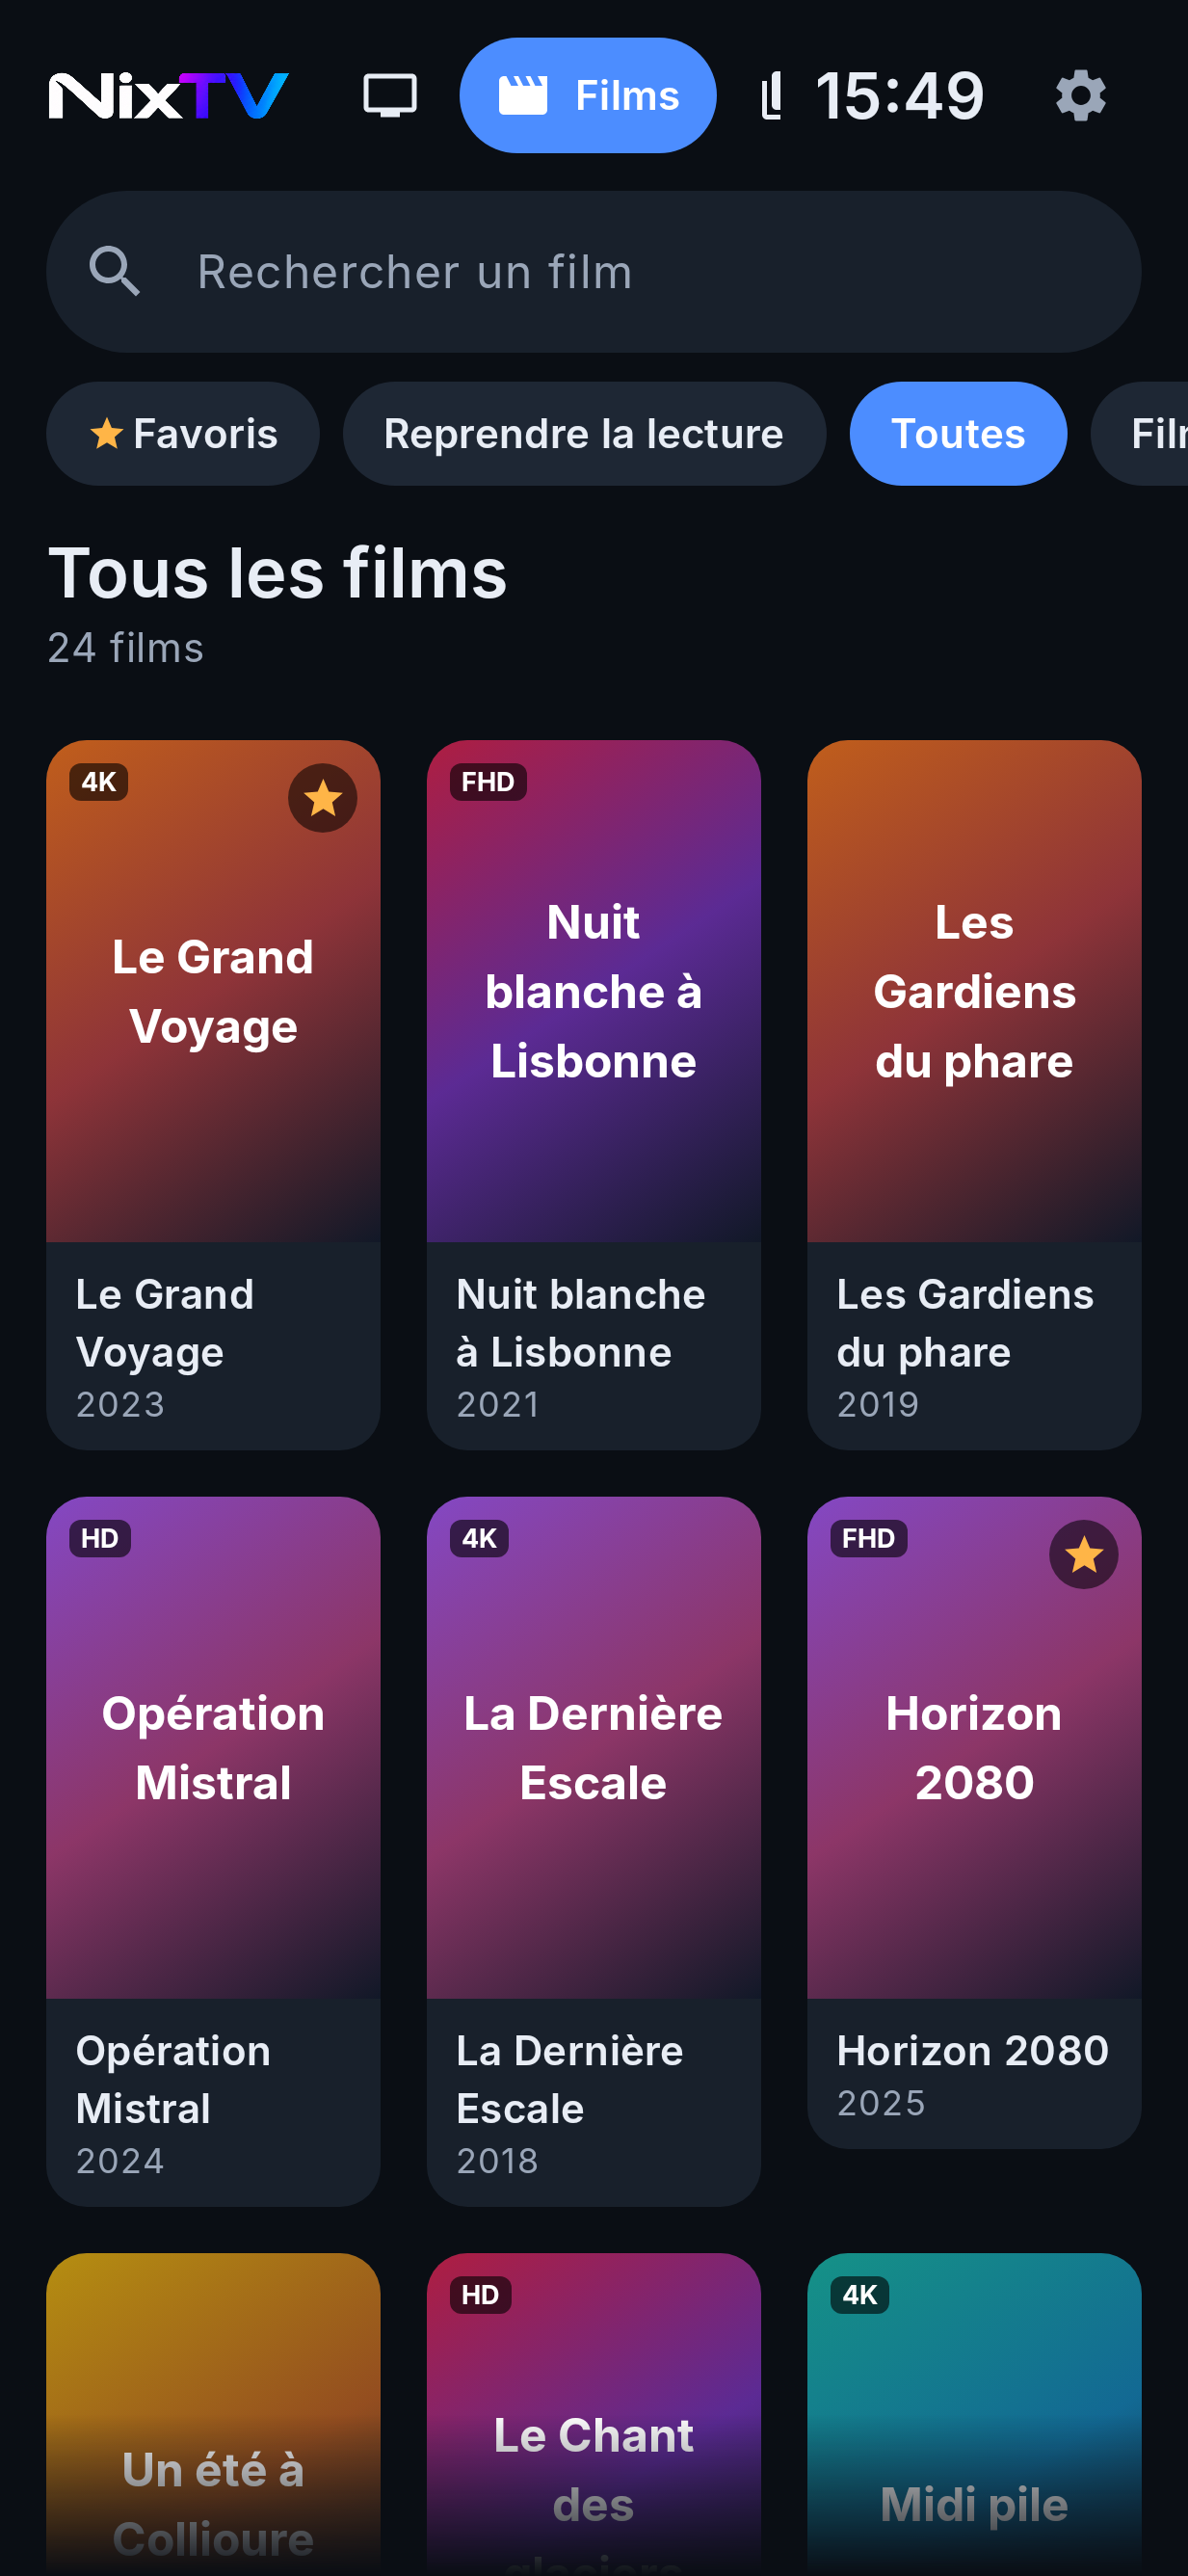 NixTV
Films
15:49
Rechercher un film
Favoris
Reprendre la lecture
Toutes
Tous les films
24 films
4K
Le Grand
Voyage
Le Grand
Voyage
2023
FHD
Nuit
blanche à
Lisbonne
Nuit blanche
à Lisbonne
2021
Les
Gardiens
du phare
Les Gardiens
du phare
2019
HD
Opération
Mistral
Opération
Mistral
2024
4K
La Dernière
Escale
La Dernière
Escale
2018
FHD
Horizon
2080
Horizon 2080
2025
Un été à
Collioure
HD
Le Chant
des
4K
Midi pile